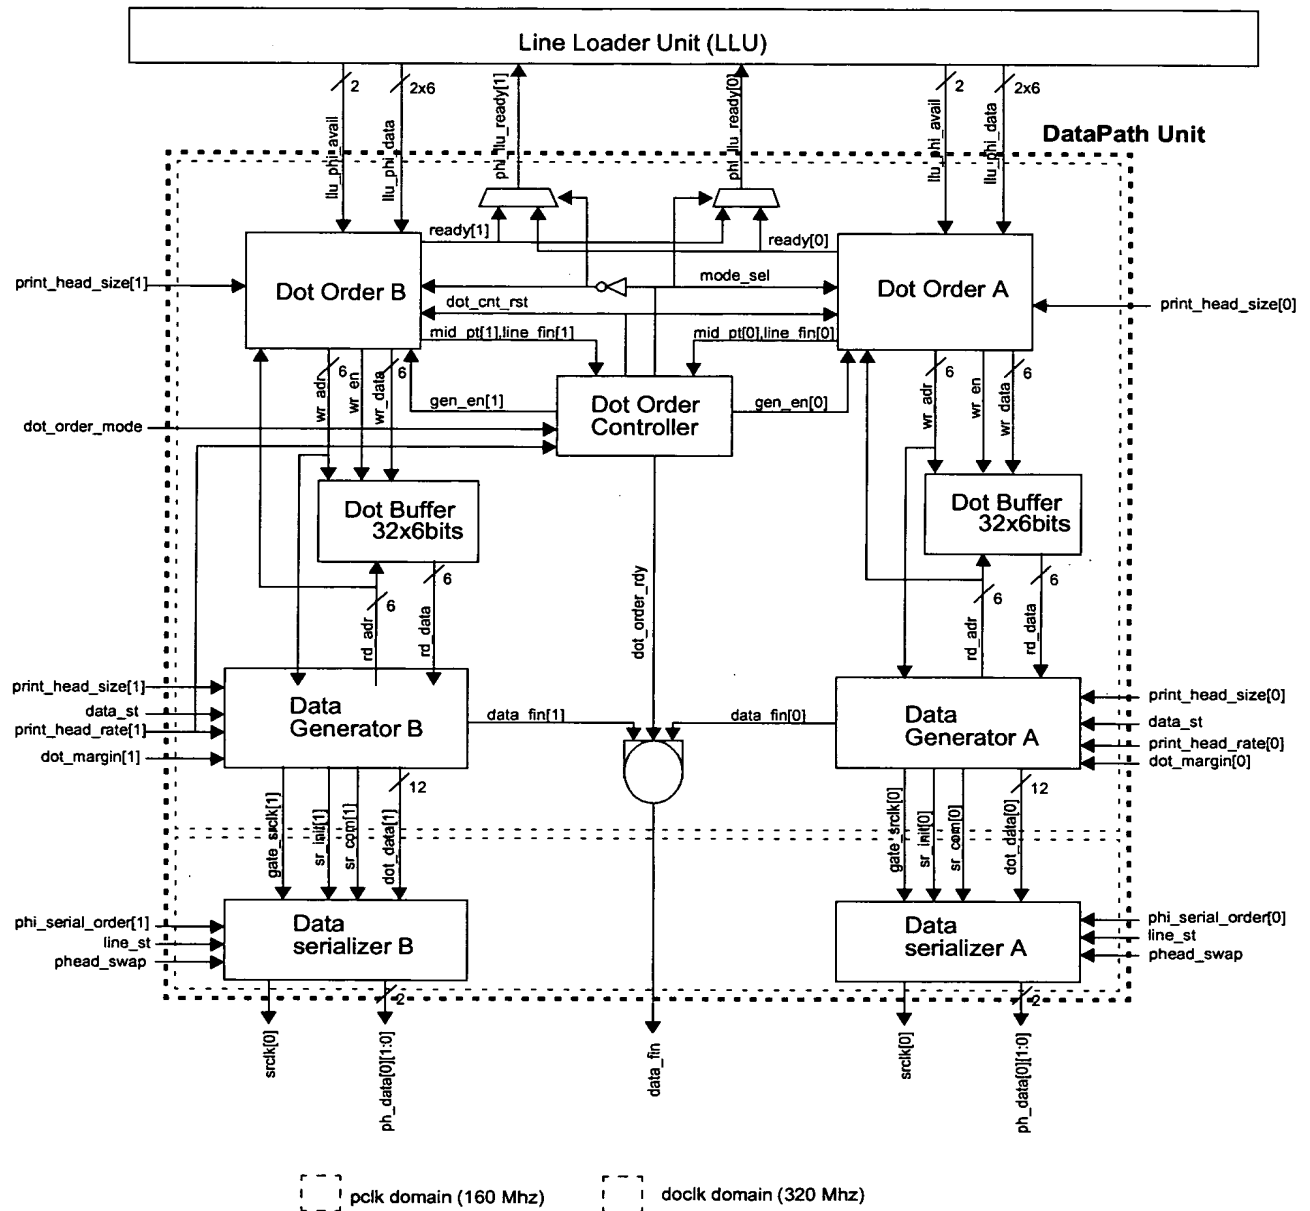 Line Loader Unit (LLU)
2
2x6
2
2x6
llu_phi_avail
llu_phi_data
phi_llu_ready[1]
phi_llu_ready[0]
llu_phi_avail
llu_phi_data
DataPath Unit
ready[1]
ready[0]
print_head_size[1]
Dot Order B
mode_sel
Dot Order A
dot_cnt_rst
print_head_size[0]
mid_pt[1],line_fin[1]
mid_pt[0],line_fin[0]
wr_adr
6
wr_en
wr_data
6
gen_en[1]
Dot Order
Controller
gen_en[0]
wr_adr
6
wr_en
wr_data
6
dot_order_mode
Dot Buffer
32x6bits
Dot Buffer
32x6bits
6
6
rd_adr
rd_data
dot_order_rdy
6
6
rd_adr
rd_data
print_head_size[1]
data_st
print_head_rate[1]
dot_margin[1]
Data
Generator B
data_fin[1]
data_fin[0]
Data
Generator A
print_head_size[0]
data_st
print_head_rate[0]
dot_margin[0]
12
12
gate_srclk[1]
sr_init[1]
sr_com[1]
dot_data[1]
gate_srclk[0]
sr_init[0]
sr_com[0]
dot_data[0]
phi_serial_order[1]
line_st
phead_swap
Data
serializer B
Data
serializer A
phi_serial_order[0]
line_st
phead_swap
2
2
srclk[0]
ph_data[0][1:0]
data_fin
srclk[0]
ph_data[0][1:0]
pclk domain (160 Mhz)
doclk domain (320 Mhz)